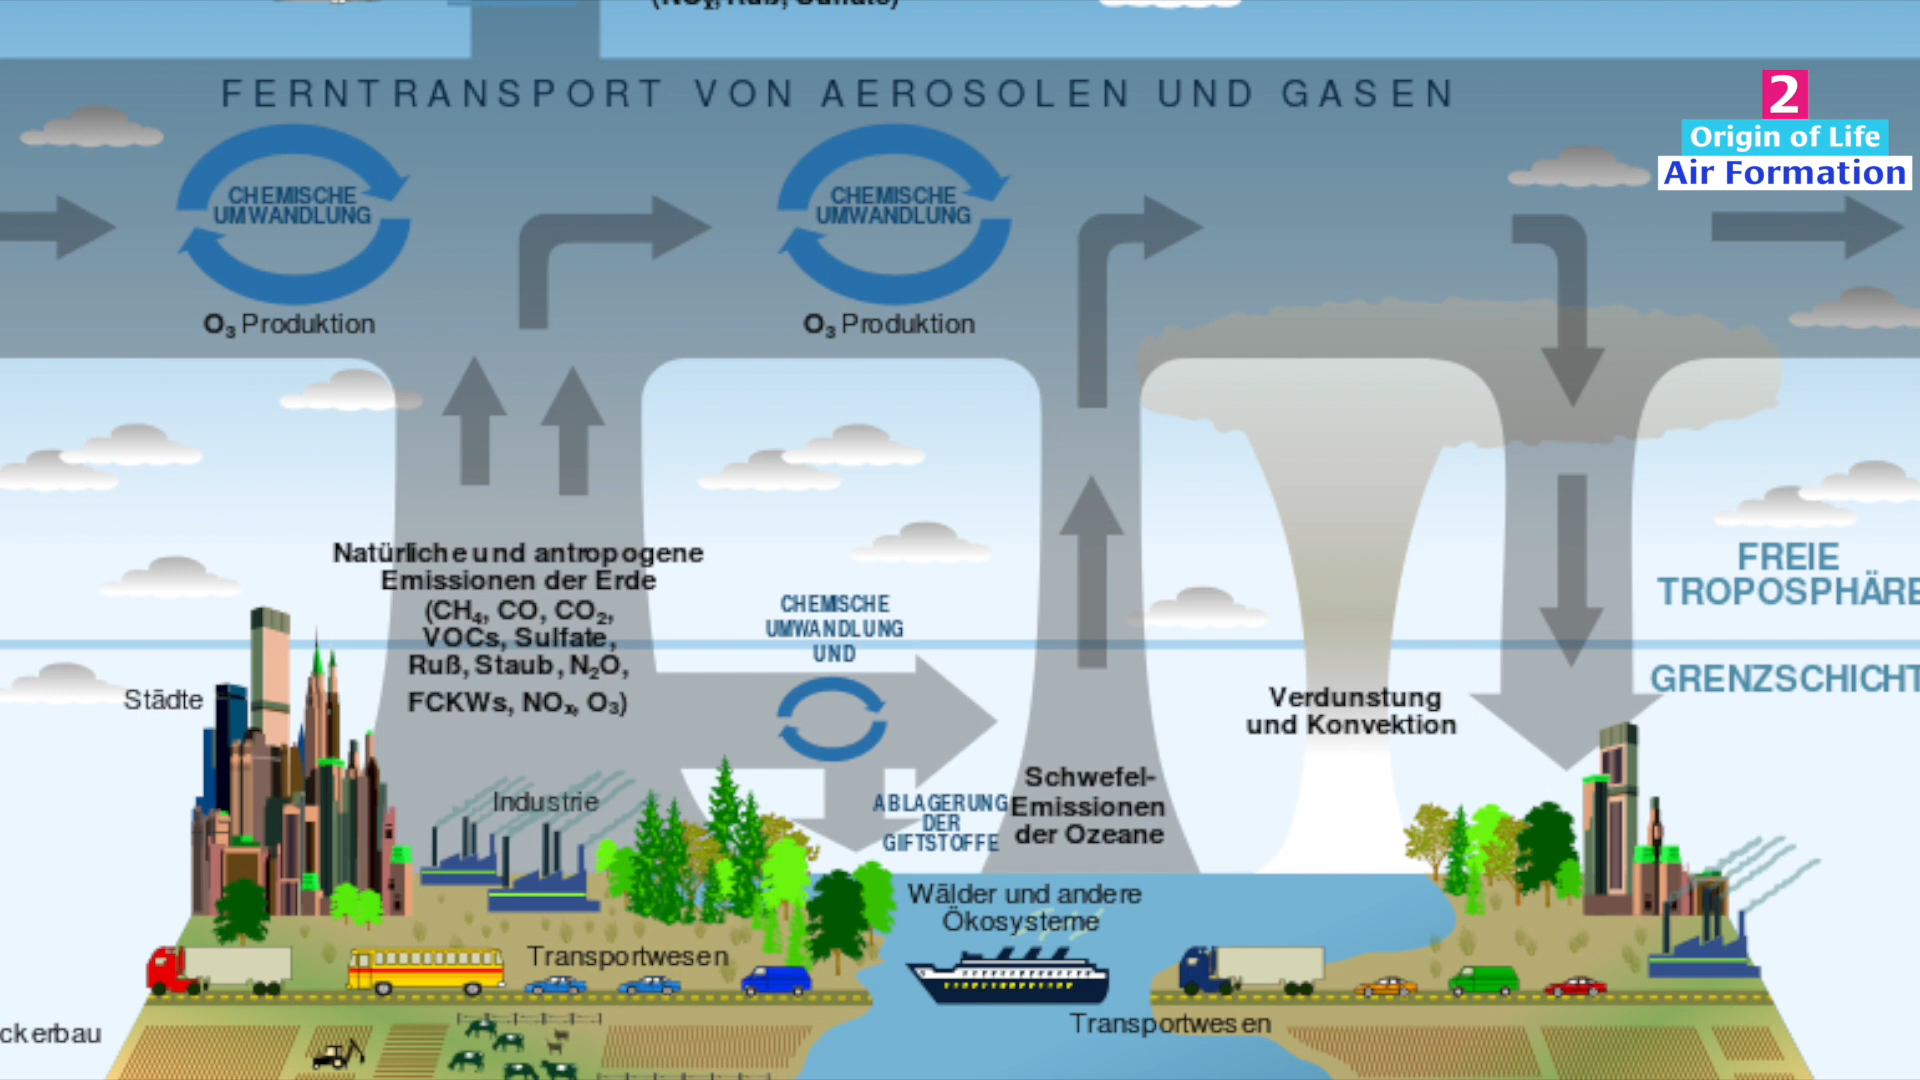 (NOx, Ruß, Sulfate)
FERNTRANSPORT VON AEROSOLEN UND GASEN
2
Origin of Life
Air Formation
CHEMISCHE
UMWANDLUNG
O₃ Produktion
CHEMISCHE
UMWANDLUNG
O₃ Produktion
Natürliche und antropogene
Emissionen der Erde
(CH₄, CO, CO₂,
VOCs, Sulfate,
Ruß, Staub, N₂O,
FCKWs, NOₓ, O₃)
CHEMISCHE
UMWANDLUNG
UND
FREIE
TROPOSPHÄRE
GRENZSCHICHT
Städte
Verdunstung
und Konvektion
Industrie
ABLAGERUNG
DER
GIFTSTOFFE
Schwefel-
Emissionen
der Ozeane
Wälder und andere
Ökosysteme
Transportwesen
Transportwesen
ckerbau